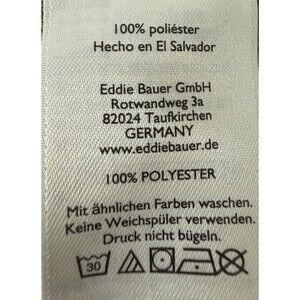 100% poliéster
Hecho en El Salvador
Eddie Bauer GmbH
Rotwandweg 3a
82024 Taufkirchen
GERMANY
www.eddiebauer.de
100% POLYESTER
Mit ähnlichen Farben waschen.
Keine Weichspüler verwenden.
Druck nicht bügeln.
30